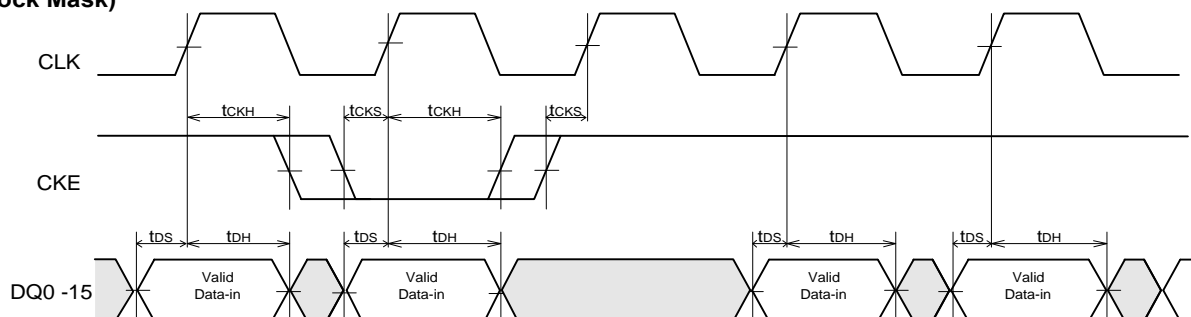 ock Mask)
CLK
tCKH tCKS tCKH tCKS
CKE
tDS tDH tDS tDH tDS tDH tDS tDH
Valid Valid Valid Valid
Data-in Data-in Data-in Data-in
DQ0 -15